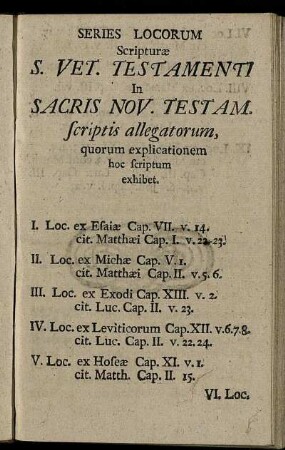 SERIES LOCORUM
Scripturæ
S. VET. TESTAMENTI
In
SACRIS NOV. TESTAM.
ſcriptis allegatorum,
quorum explicationem
hoc ſcriptum
exhibet.
I. Loc. ex Eſaiæ Cap. VII. v. 14.
cit. Matthæi Cap. I. v. 22-23.
II. Loc. ex Michæ Cap. V. 1.
cit. Matthæi Cap. II. v. 5. 6.
III. Loc. ex Exodi Cap. XIII. v. 2.
cit. Luc. Cap. II. v. 23.
IV. Loc. ex Leviticorum Cap. XII. v. 6.7.8.
cit. Luc. Cap. II. v. 22. 24.
V. Loc. ex Hoſeæ Cap. XI. v. 1.
cit. Matth. Cap. II. 15.
VI. Loc.